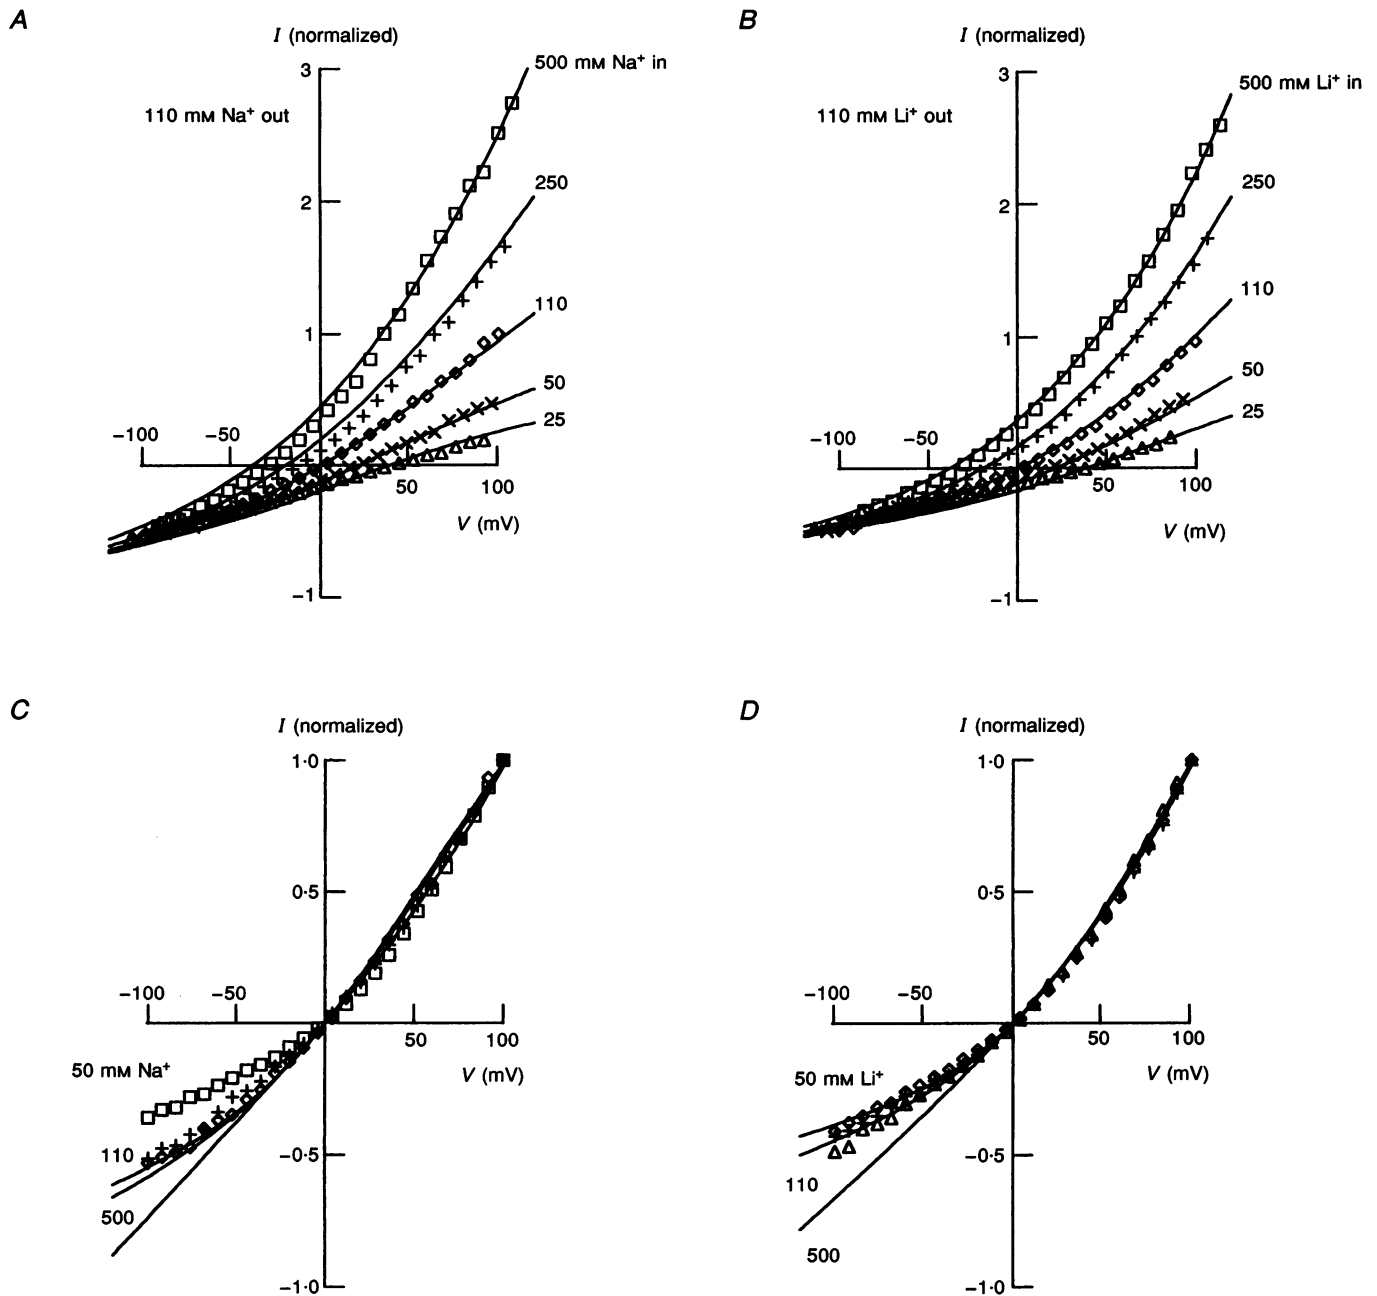 A
I (normalized)
3
500 mM Na⁺ in
110 mM Na⁺ out
2
250
110
1
50
25
-100
-50
50
100
V (mV)
-1
B
I (normalized)
3
500 mM Li⁺ in
110 mM Li⁺ out
2
250
110
1
50
25
-100
-50
50
100
V (mV)
-1
C
I (normalized)
1·0
0·5
-100
-50
50
100
50 mM Na⁺
V (mV)
110
-0·5
500
-1·0
D
I (normalized)
1·0
0·5
-100
-50
50
100
50 mM Li⁺
V (mV)
-0·5
110
500
-1·0